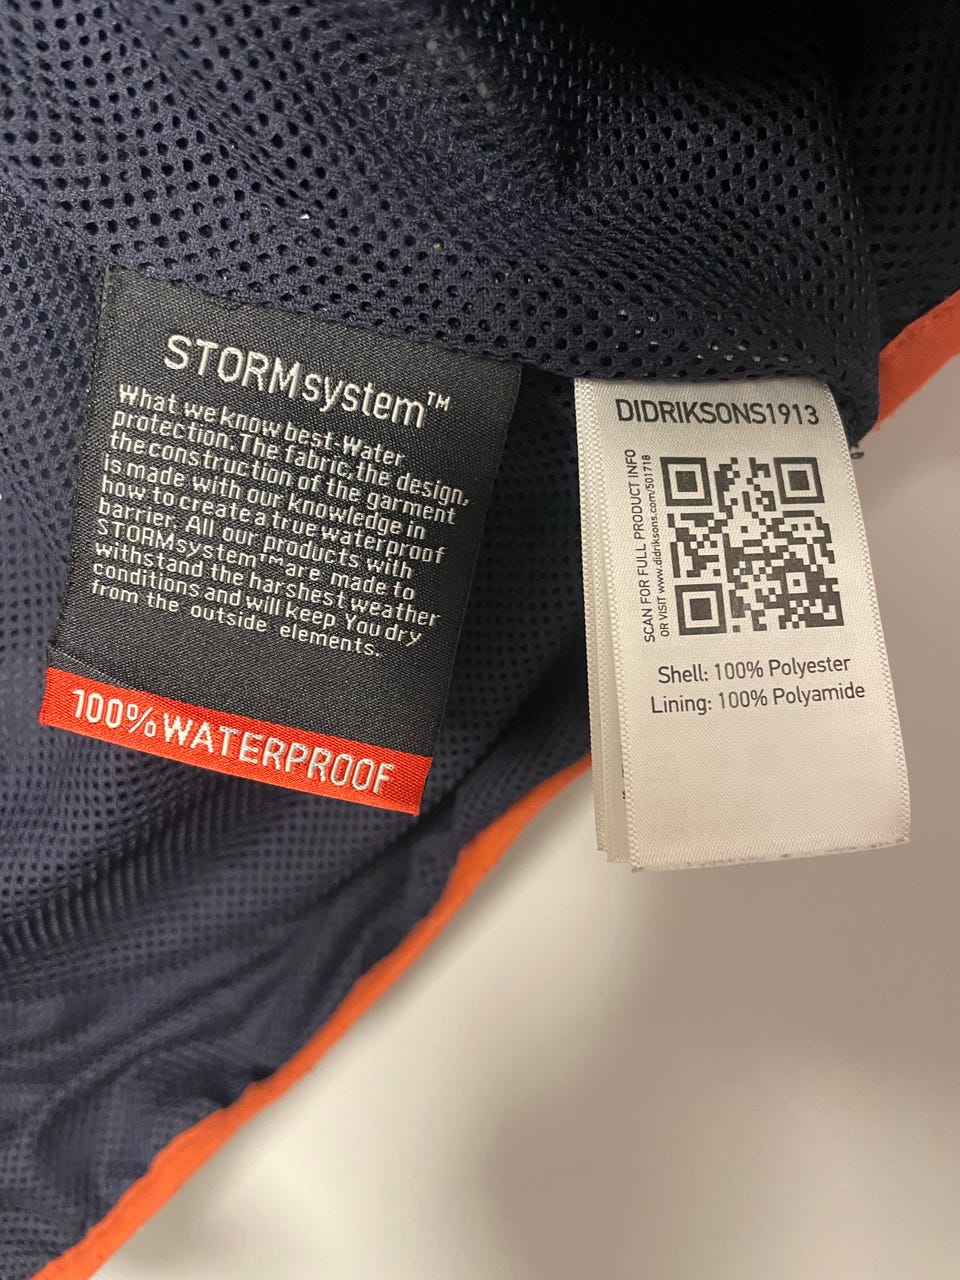 STORMsystem™
What we know best-Water
protection. The fabric, the design,
the construction of the garment
is made with our knowledge in
how to create a true waterproof
barrier. All our products with
STORMsystem™ are made to
withstand the harshest weather
conditions and will keep You dry
from the outside elements.
100% WATERPROOF
DIDRIKSONS1913
SCAN FOR FULL PRODUCT INFO
OR VISIT www.didriksons.com/501718
Shell: 100% Polyester
Lining: 100% Polyamide